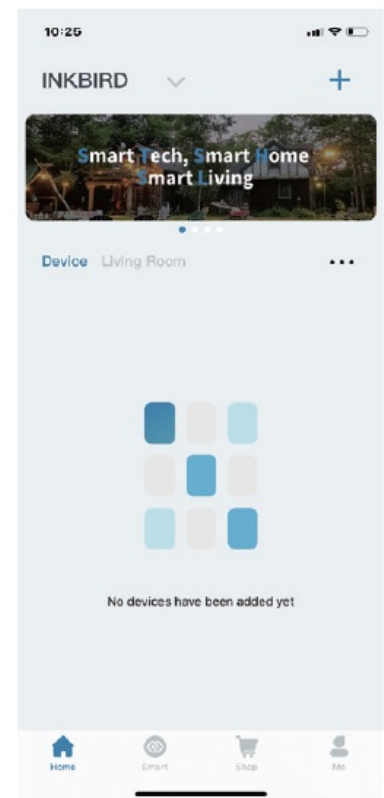 10:25
INKBIRD
Smart Tech, Smart Home
Smart Living
Device Living Room
No devices have been added yet
Home Smart Shop Me